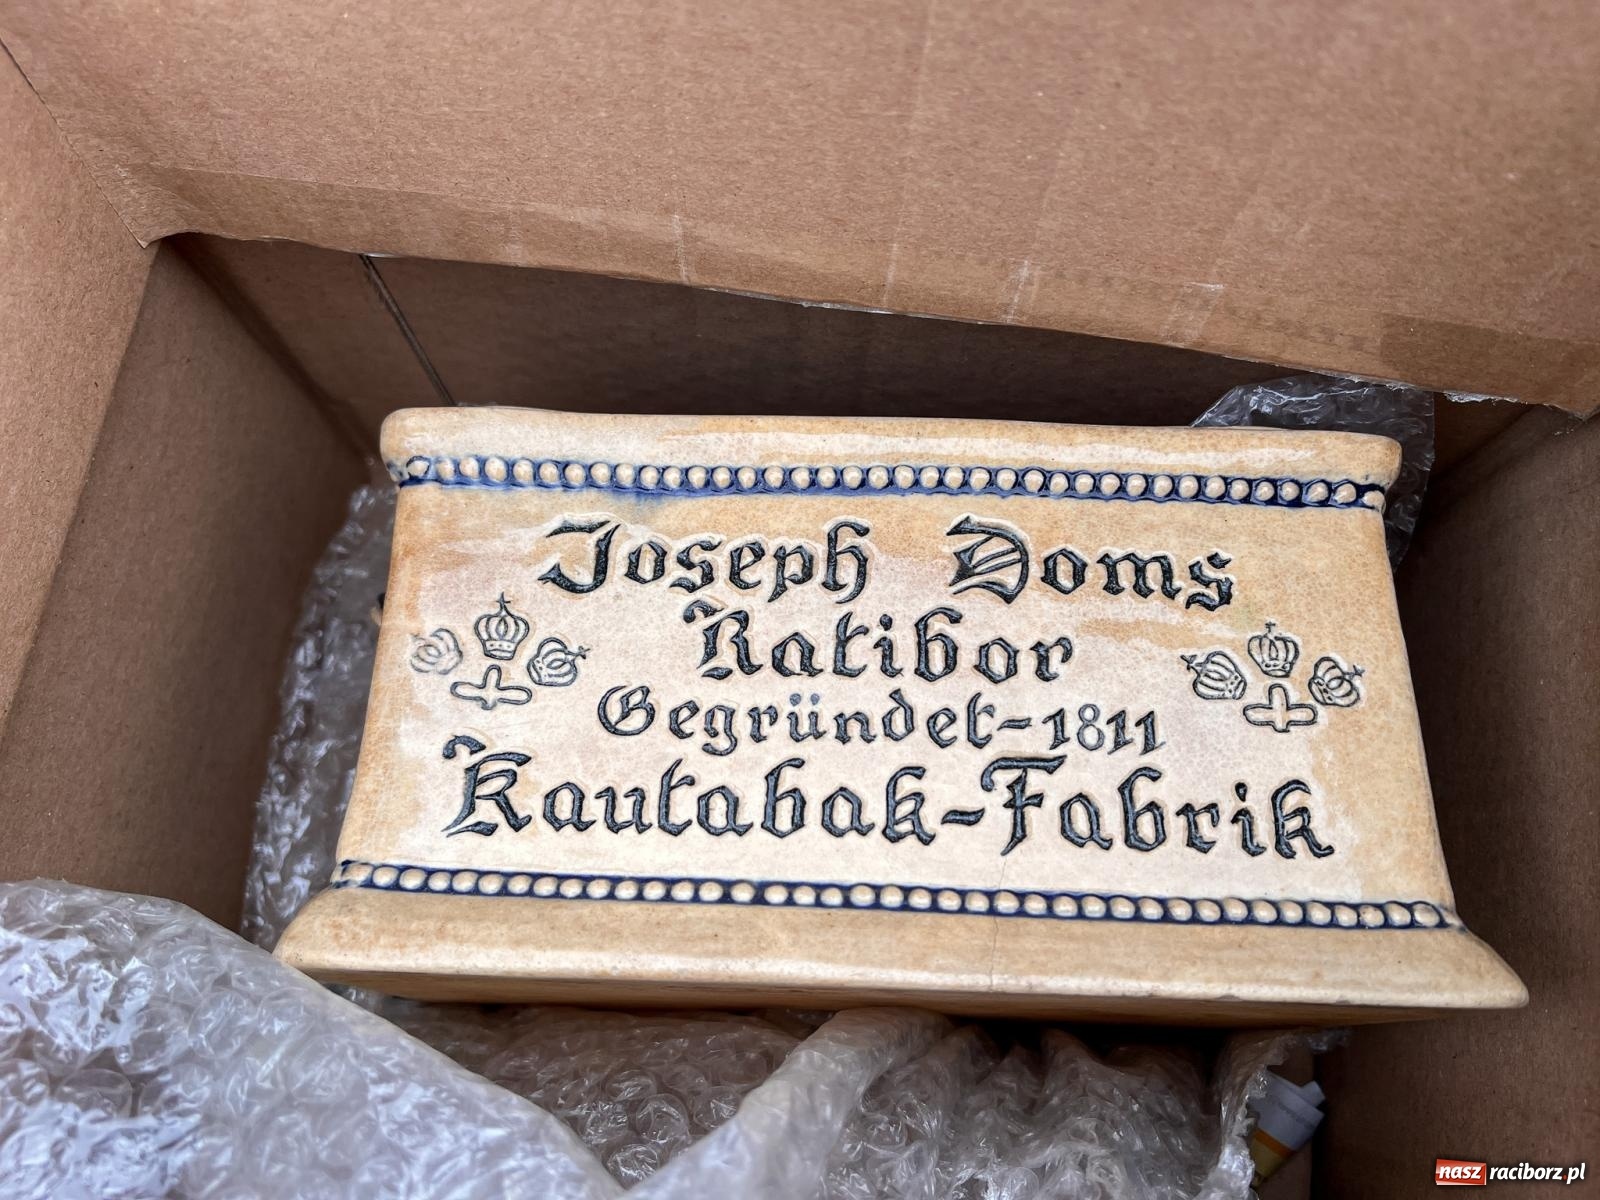 Joseph Doms
Ratibor
Gegründet-1811
Kautabak-Fabrik
nasz raciborz.pl